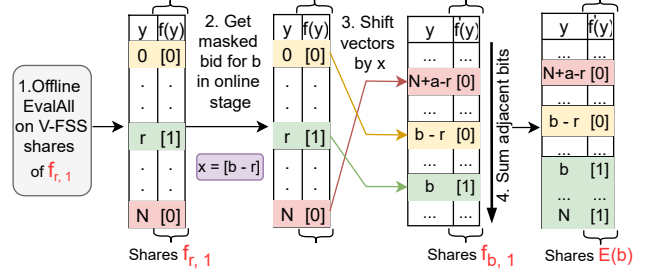 1.Offline
EvalAll
on V-FSS
shares
of f_{r, 1}
y f(y)
0 [0]
. .
. .
. .
r [1]
. .
. .
. .
N [0]
Shares f_{r, 1}
2. Get
masked
bid for b
in online
stage
x = [b - r]
y f(y)
0 [0]
. .
. .
. .
r [1]
. .
. .
. .
N [0]
3. Shift
vectors
by x
y f'(y)
... ...
N+a-r [0]
... ...
b - r [0]
... ...
b [1]
... ...
Shares f_{b, 1}
4. Sum adjacent bits
y f'(y)
... ...
N+a-r [0]
... ...
b - r [0]
... ...
b [1]
... ...
N [1]
Shares E(b)